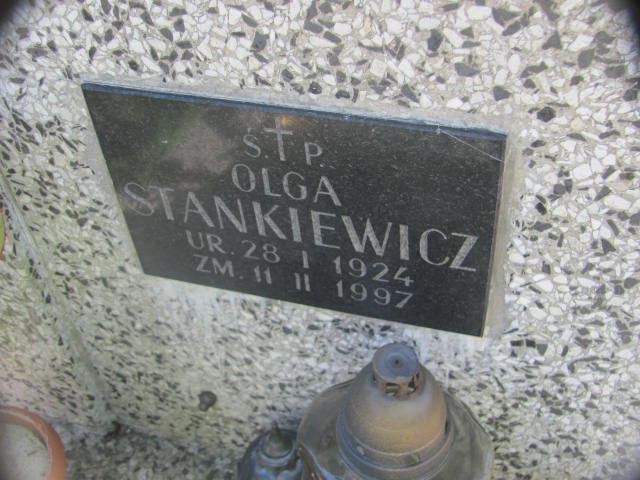 Ś.†P.
OLGA
STANKIEWICZ
UR. 28 I 1924
ZM. 11 II 1997